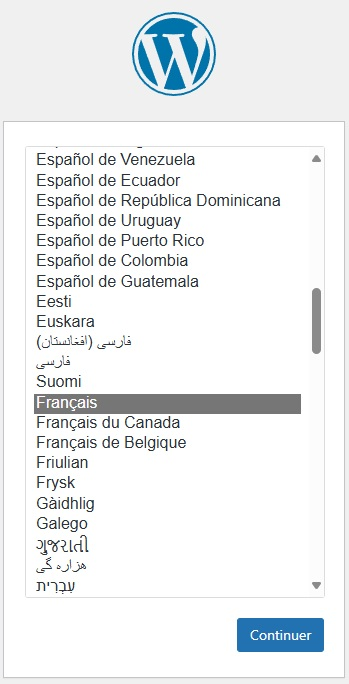 Español de Venezuela
Español de Ecuador
Español de República Dominicana
Español de Uruguay
Español de Puerto Rico
Español de Colombia
Español de Guatemala
Eesti
Euskara
(فارسی (افغانستان
فارسی
Suomi
Français
Français du Canada
Français de Belgique
Friulian
Frysk
Gàidhlig
Galego
ગુજરાતી
هزاره گی
עִבְרִית
Continuer